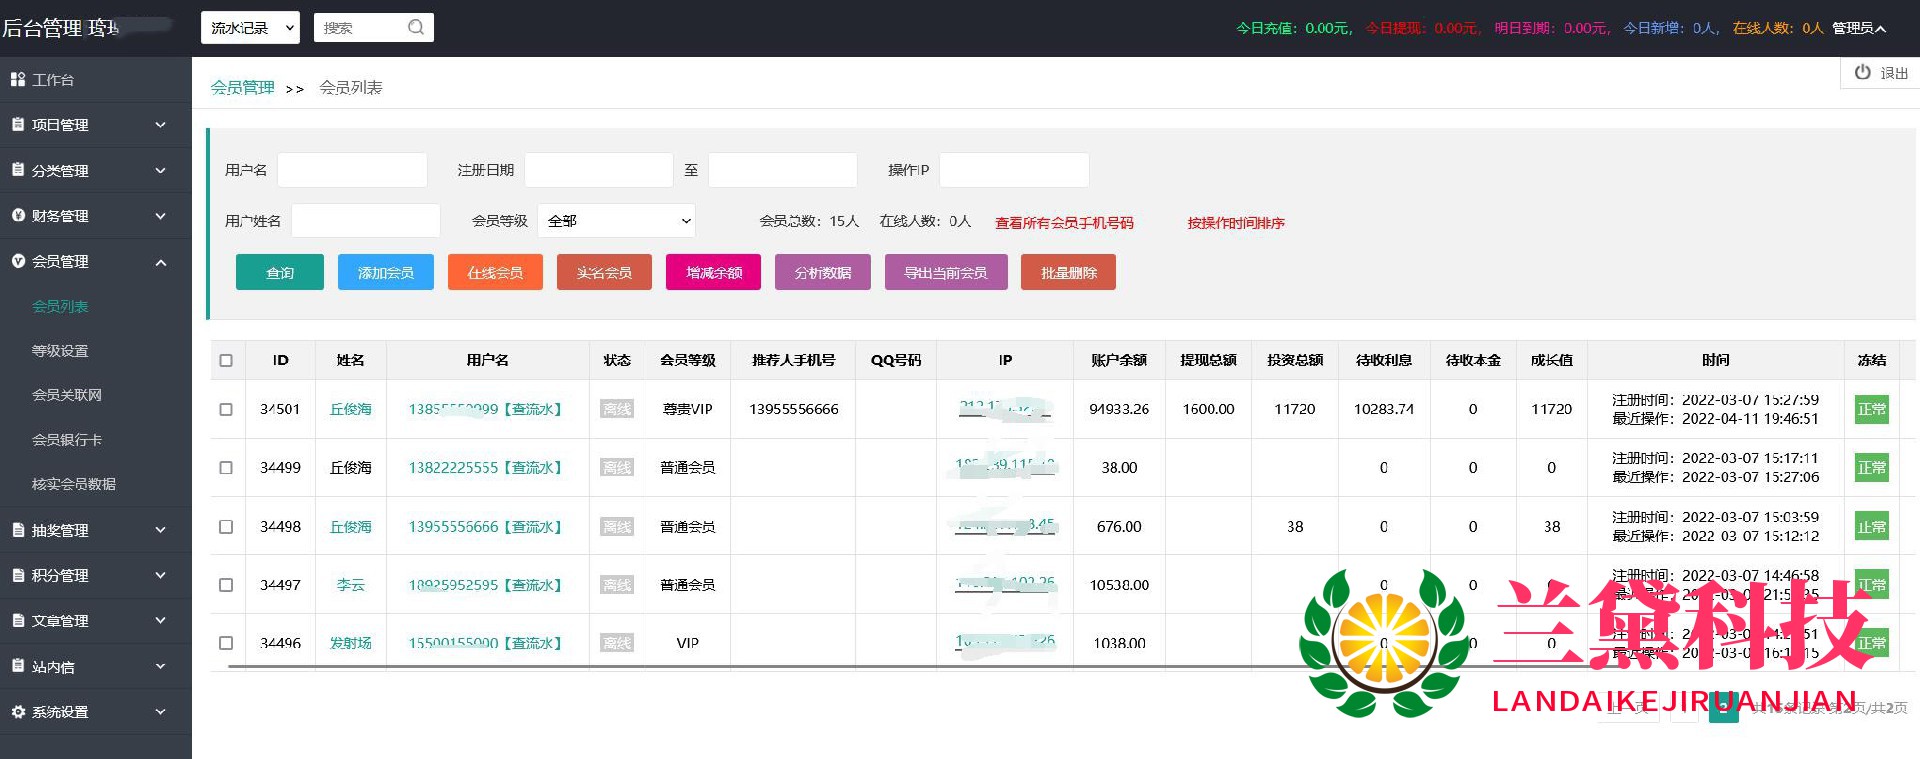 后台管理
流水记录
搜索
今日充值：0.00元，
今日提现：0.00元，
明日到期：0.00元，
今日新增：0人，
在线人数：0人
管理员
退出
工作台
项目管理
分类管理
财务管理
会员管理
会员列表
等级设置
会员关联网
会员银行卡
核实会员数据
抽奖管理
积分管理
文章管理
站内信
系统设置
会员管理 >> 会员列表
用户名 注册日期 至 操作IP
用户姓名 会员等级 全部 会员总数：15人 在线人数：0人 查看所有会员手机号码 按操作时间排序
查询 添加会员 在线会员 实名会员 增减余额 分析数据 导出当前会员 批量删除
ID 姓名 用户名 状态 会员等级 推荐人手机号 QQ号码 IP 账户余额 提现总额 投资总额 待收利息 待收本金 成长值 时间 冻结
34501 丘俊海 【查流水】 离线 尊贵VIP 13955556666 94933.26 1600.00 11720 10283.74 0 11720 注册时间：2022-03-07 15:27:59 正常
最近操作：2022-04-11 19:46:51
34499 丘俊海 13822225555【查流水】 离线 普通会员 38.00 0 0 0 注册时间：2022-03-07 15:17:11 正常
最近操作：2022-03-07 15:27:06
34498 丘俊海 13955556666【查流水】 离线 普通会员 676.00 38 0 0 38 注册时间：2022-03-07 15:03:59 正常
最近操作：2022-03-07 15:12:12
34497 李云 18925952595【查流水】 离线 普通会员 10538.00 0 0 0 注册时间：2022-03-07 14:46:58 正常
34496 发射场 15500155000【查流水】 离线 VIP 1038.00 0 0 0 正常
兰黛科技
LANDAIKEJIRUANJIAN
上一页 1 2 共15条记录 第2页/共2页